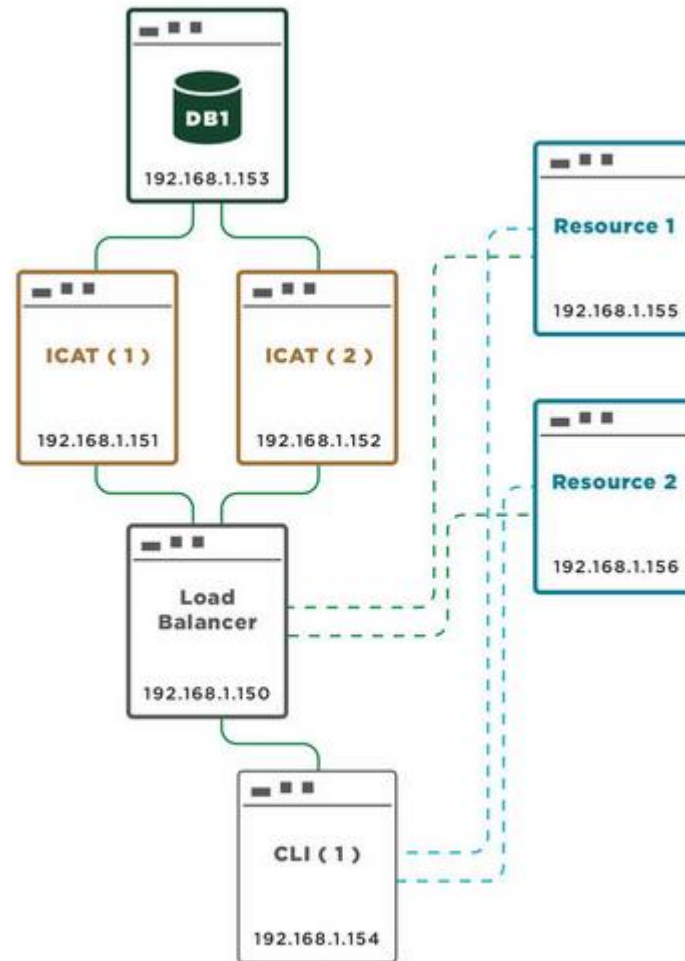 DB1
192.168.1.153
Resource 1
192.168.1.155
ICAT ( 1 )
192.168.1.151
ICAT ( 2 )
192.168.1.152
Resource 2
192.168.1.156
Load
Balancer
192.168.1.150
CLI ( 1 )
192.168.1.154